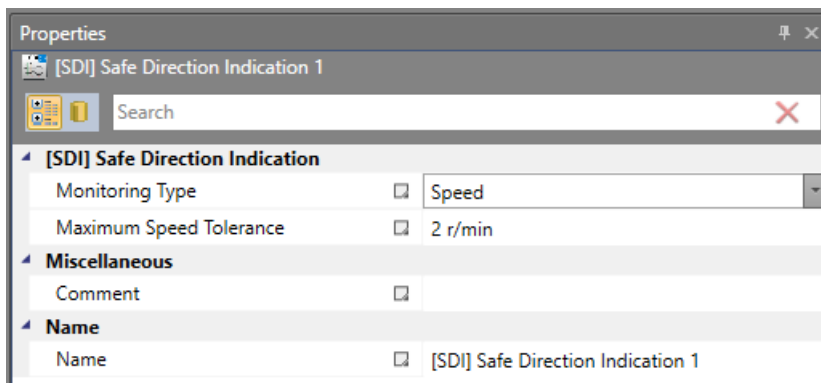 Properties
[SDI] Safe Direction Indication 1
Search
[SDI] Safe Direction Indication
Monitoring Type Speed
Maximum Speed Tolerance 2 r/min
Miscellaneous
Comment
Name
Name [SDI] Safe Direction Indication 1